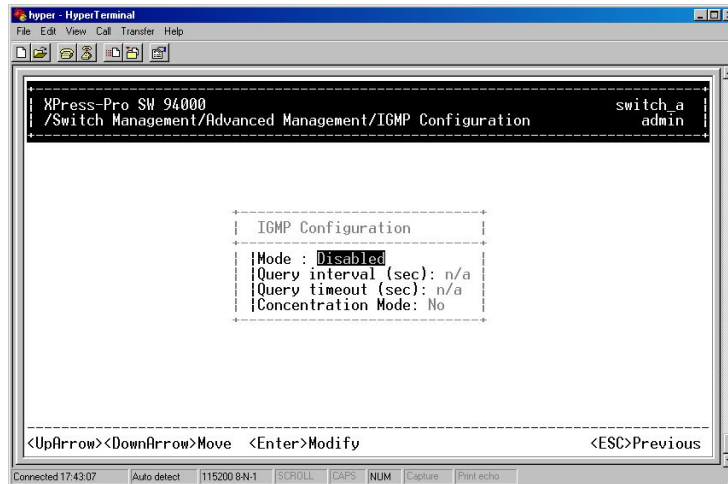 hyper - HyperTerminal
File Edit View Call Transfer Help
XPress-Pro SW 94000 switch_a
/Switch Management/Advanced Management/IGMP Configuration admin
IGMP Configuration
Mode : Disabled
Query interval (sec): n/a
Query timeout (sec): n/a
Concentration Mode: No
<UpArrow><DownArrow>Move <Enter>Modify <ESC>Previous
Connected 17:43:07 Auto detect 115200 8-N-1 SCROLL CAPS NUM Capture Print echo